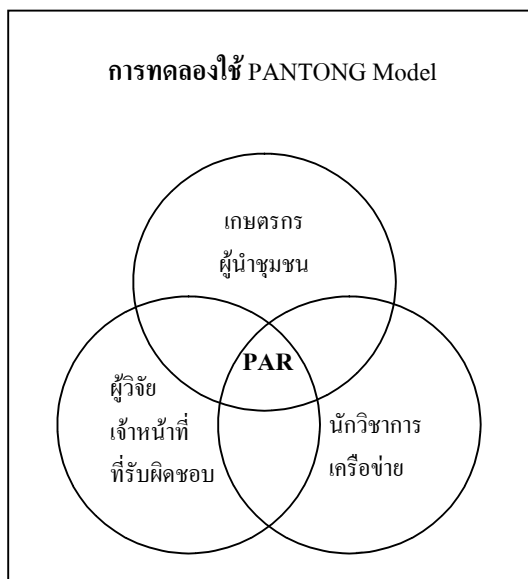 การทดลองใช้ PANTONG Model
เกษตรกร
ผู้นำชุมชน
PAR
ผู้วิจัย
เจ้าหน้าที่
ที่รับผิดชอบ
นักวิชาการ
เครือข่าย